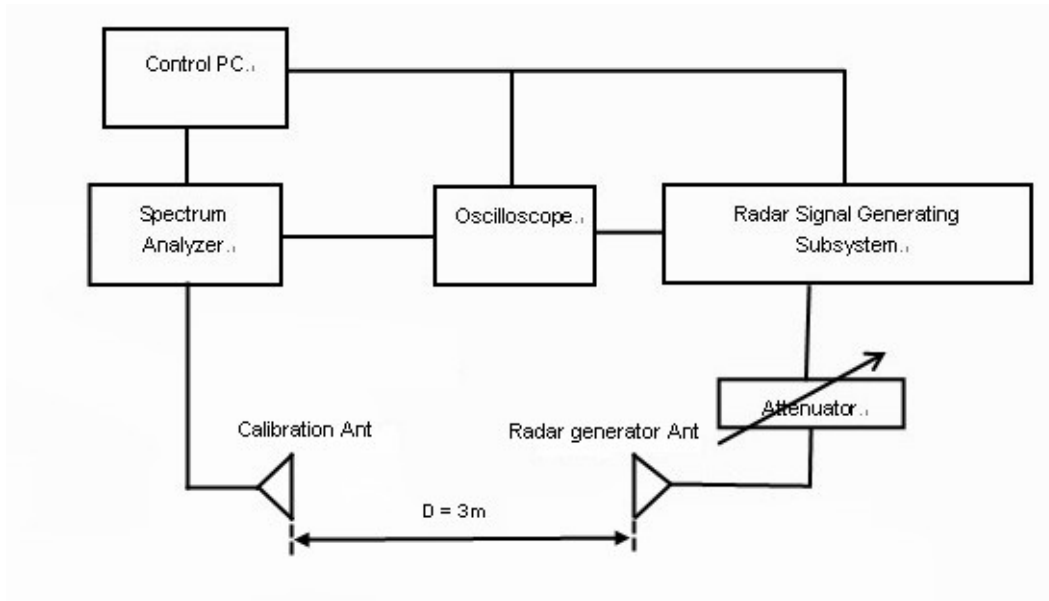 Control PC
Spectrum
Analyzer
Oscilloscope
Radar Signal Generating
Subsystem
Attenuator
Calibration Ant
Radar generator Ant
D = 3m